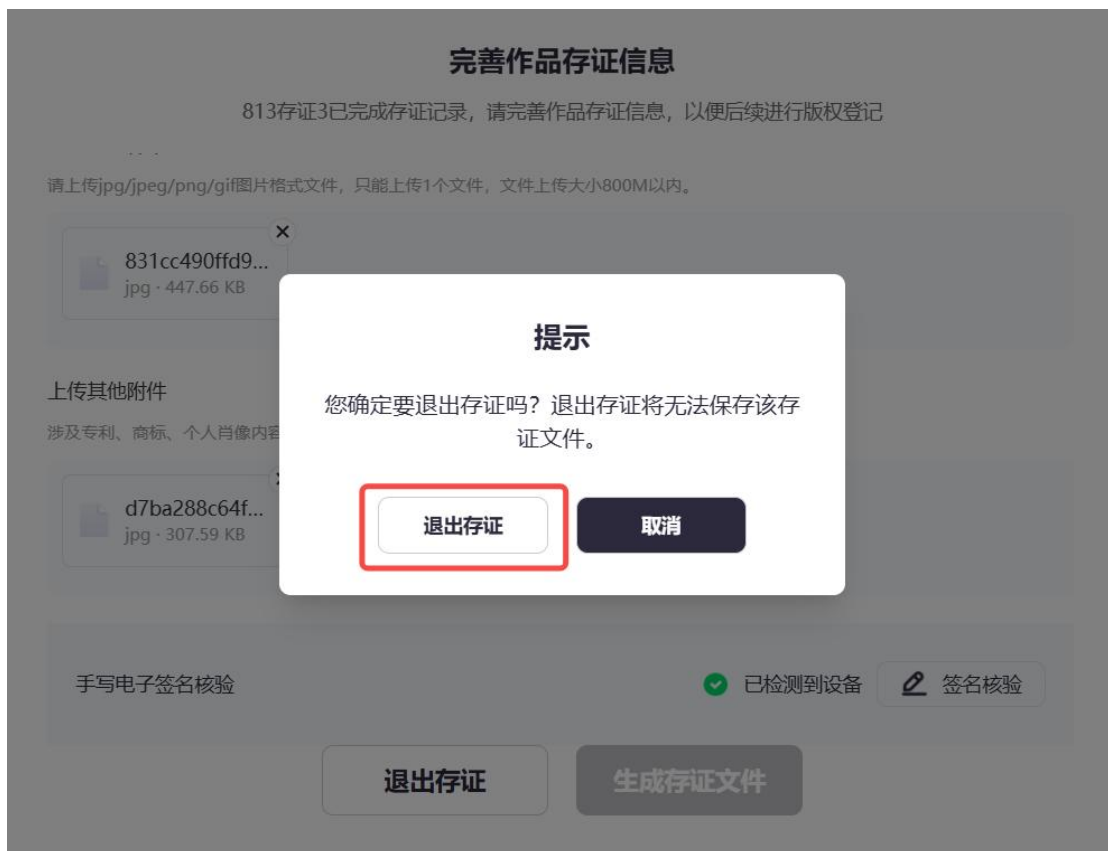 完善作品存证信息
813存证3已完成存证记录，请完善作品存证信息，以便后续进行版权登记
请上传jpg/jpeg/png/gif图片格式文件，只能上传1个文件，文件上传大小800M以内。
831cc490ffd9...
jpg · 447.66 KB
提示
您确定要退出存证吗？退出存证将无法保存该存
证文件。
退出存证 取消
上传其他附件
涉及专利、商标、个人肖像内容
d7ba288c64f...
jpg · 307.59 KB
手写电子签名核验 已检测到设备 签名核验
退出存证 生成存证文件